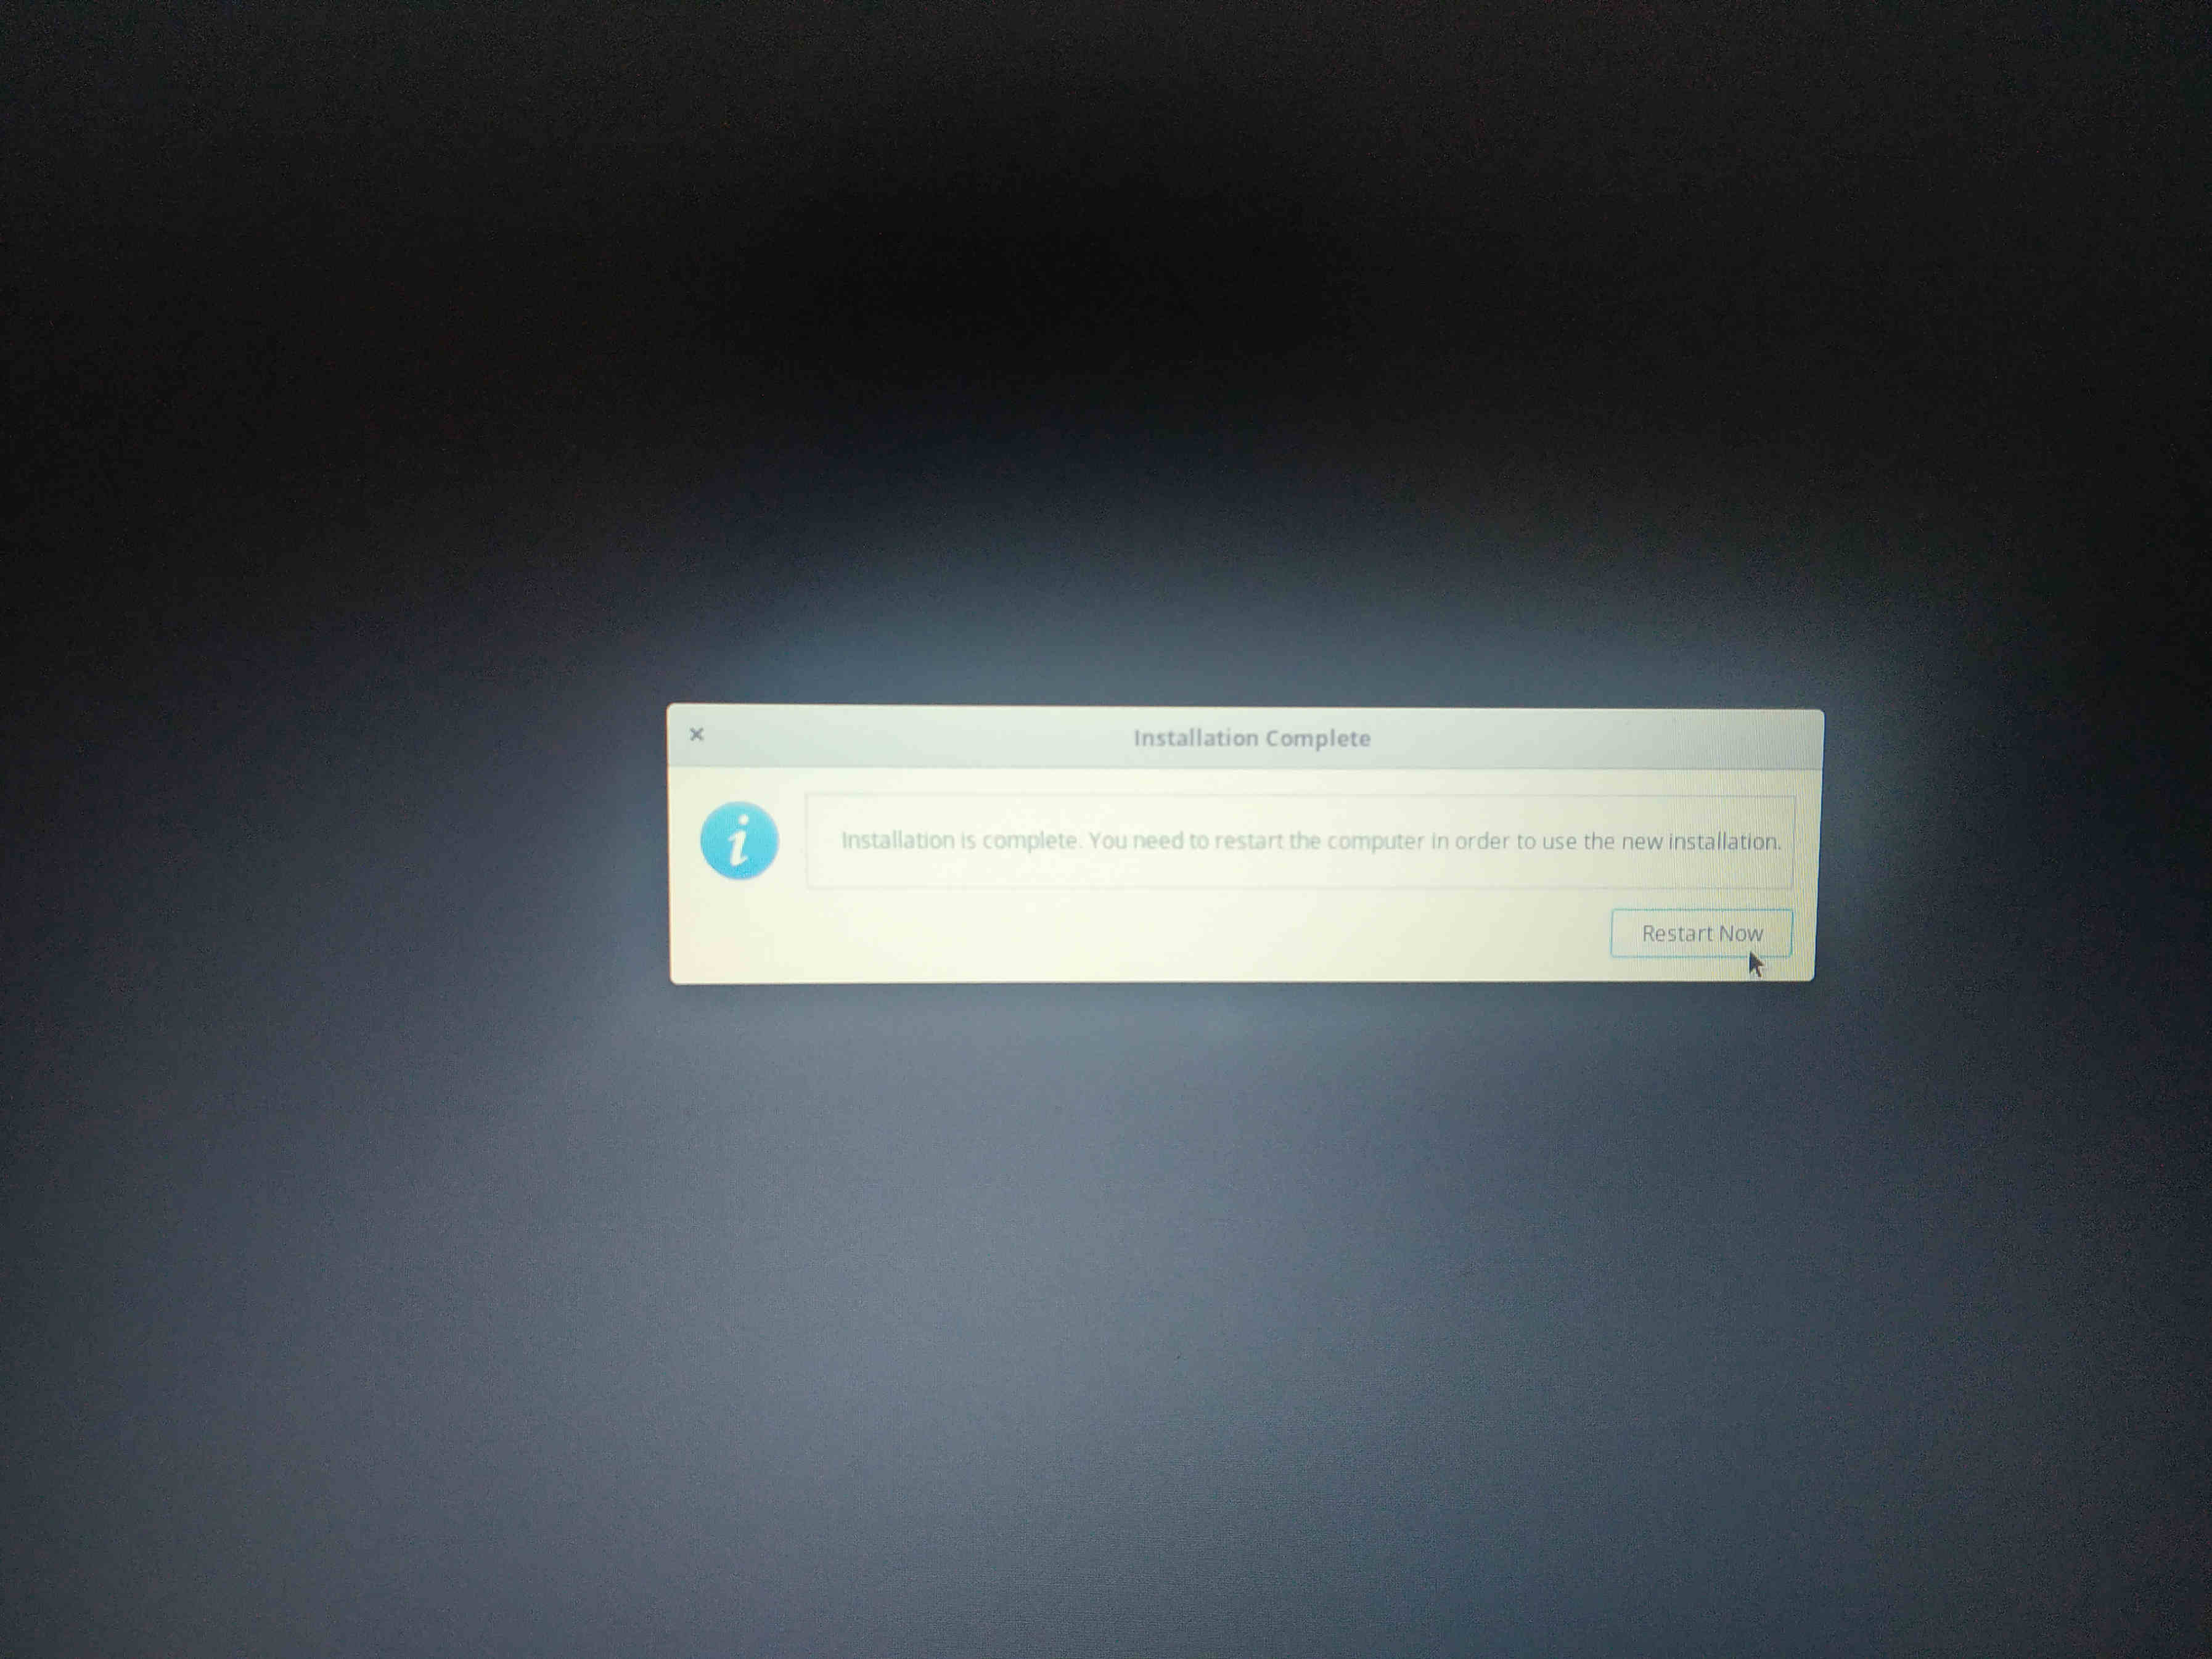 Installation Complete
Installation is complete. You need to restart the computer in order to use the new installation.
Restart Now